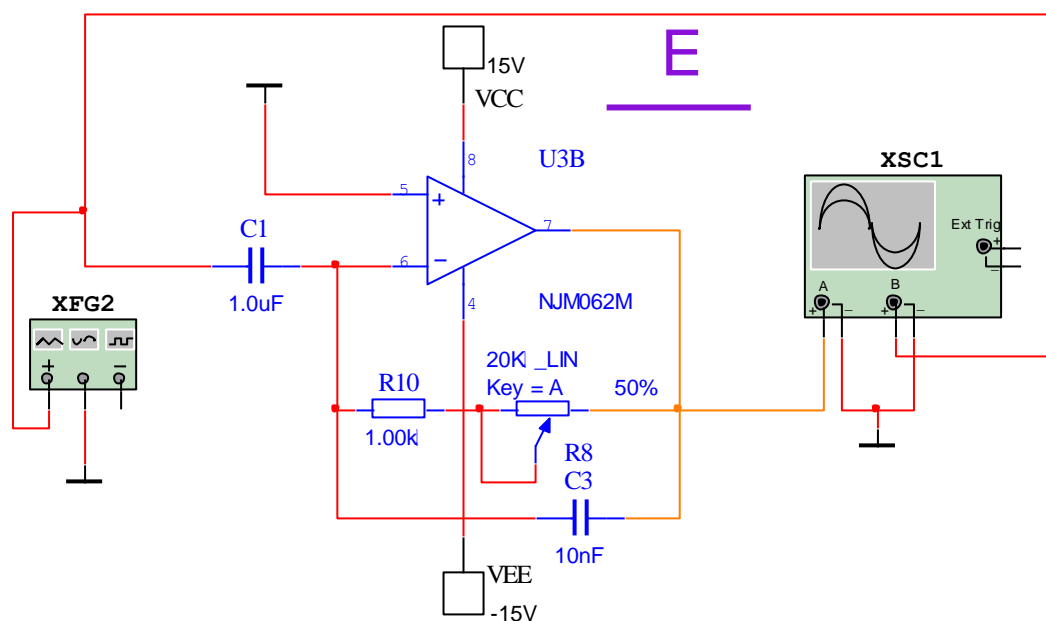 E
15V
VCC
8
U3B
XSC1
5
+
7
Ext Trig
+
−
C1
6
−
1.0uF
4
NJM062M
A
B
+
−
+
−
XFG2
+
−
20K _LIN
Key = A
50%
R10
1.00k
R8
C3
10nF
VEE
-15V